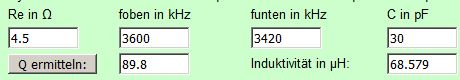 Re in Ω foben in kHz funten in kHz C in pF
4.5 3600 3420 30
Q ermitteln: 89.8 Induktivität in µH: 68.579